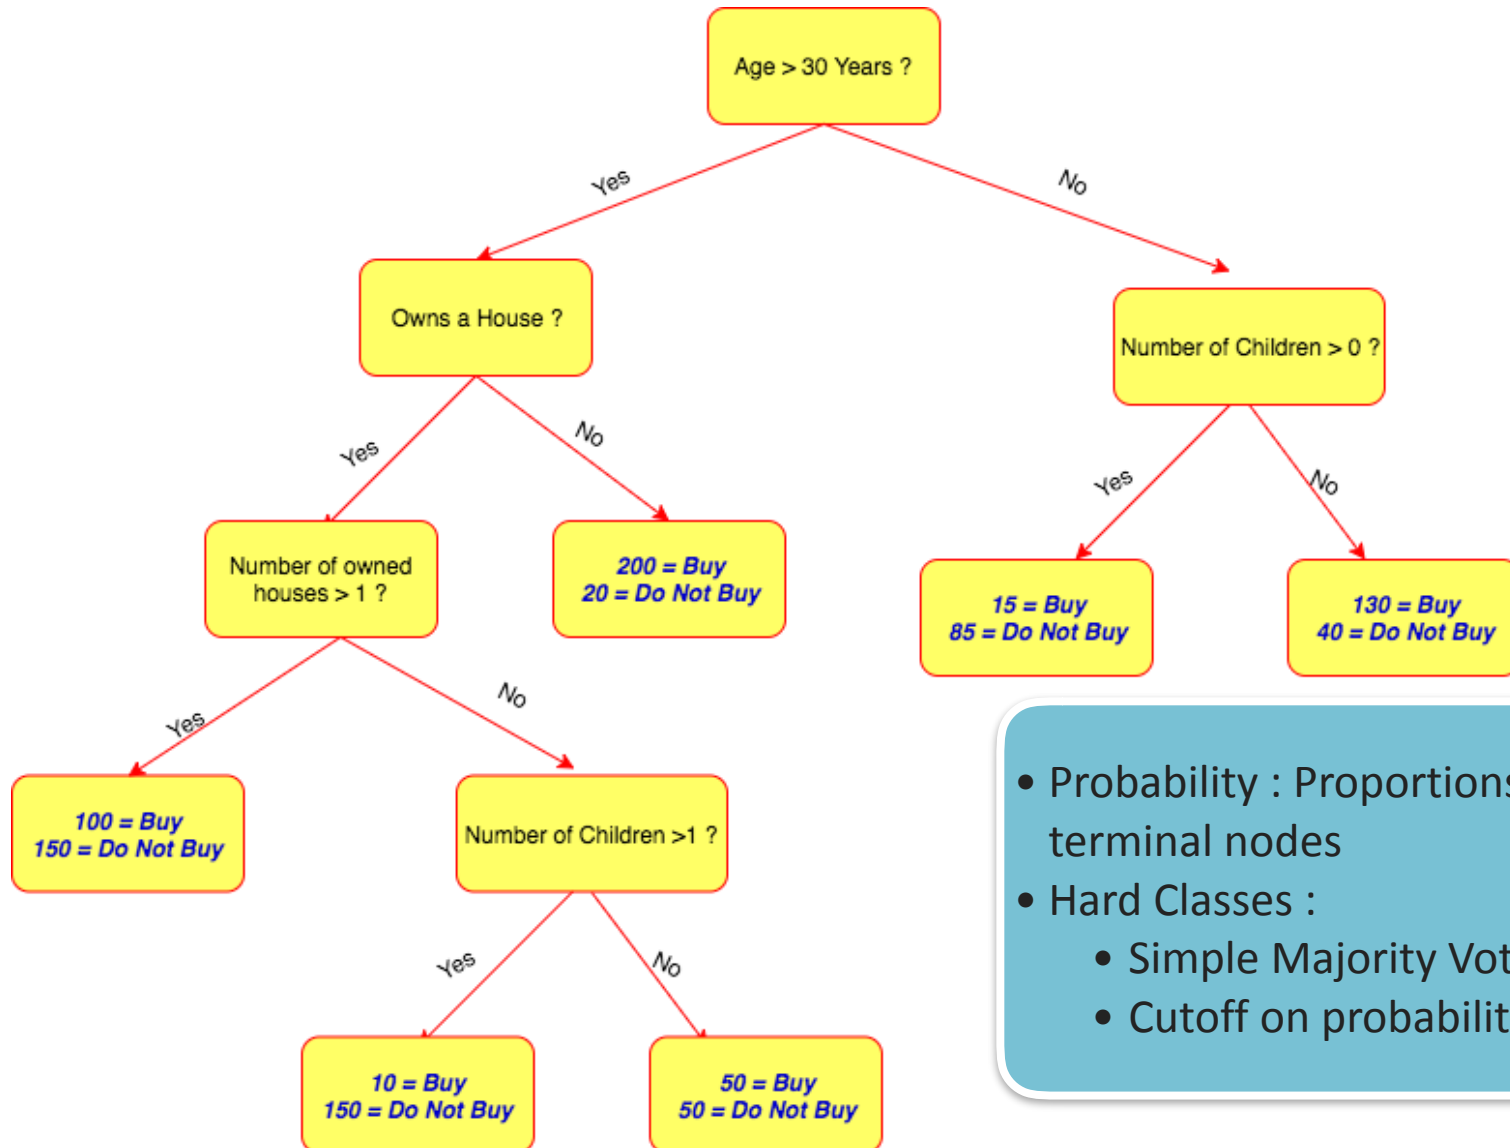 Age > 30 Years ?
Yes
No
Owns a House ?
Number of Children > 0 ?
Yes
No
Yes
No
Number of owned
houses > 1 ?
200 = Buy
20 = Do Not Buy
15 = Buy
85 = Do Not Buy
130 = Buy
40 = Do Not Buy
Yes
No
100 = Buy
150 = Do Not Buy
Number of Children >1 ?
Yes
No
10 = Buy
150 = Do Not Buy
50 = Buy
50 = Do Not Buy
• Probability : Proportions
terminal nodes
• Hard Classes :
• Simple Majority Vot
• Cutoff on probabilit